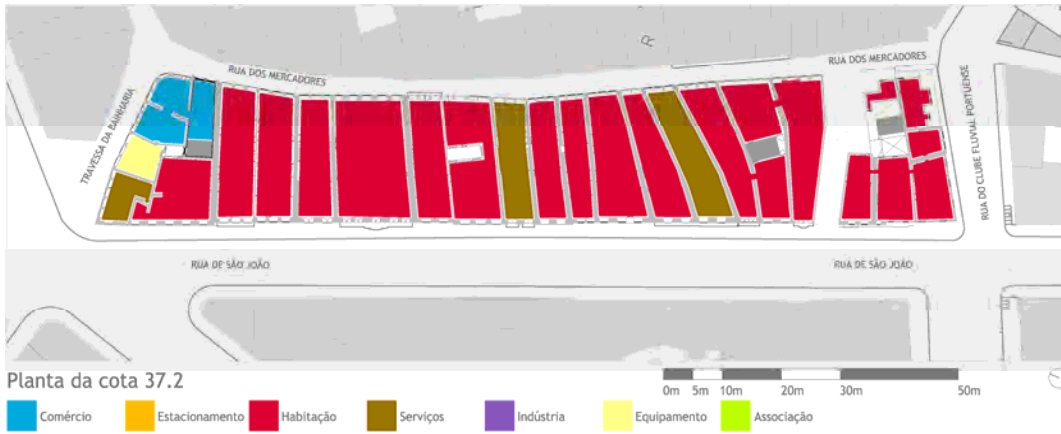 RUA DOS MERCADORES
RUA DOS MERCADORES
R
TRAVESSA DA BAINHARIA
RUA DO CLUBE FLUVIAL PORTUENSE
RUA DE SÃO JOÃO
RUA DE SÃO JOÃO
Planta da cota 37.2
0m 5m 10m 20m 30m 50m
Comércio Estacionamento Habitação Serviços Indústria Equipamento Associação